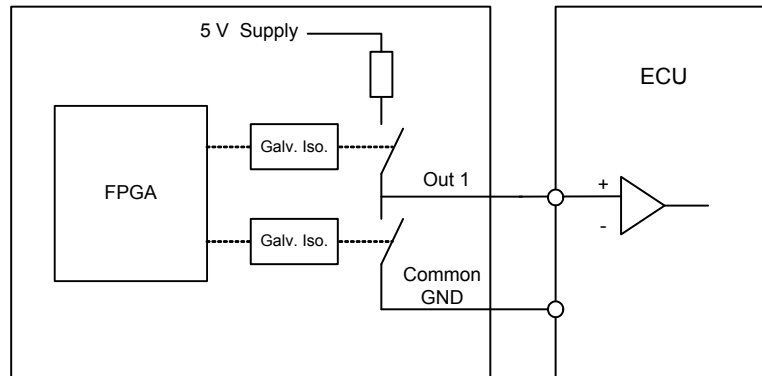 5 V Supply
ECU
Galv. Iso.
FPGA
Out 1
+
-
Galv. Iso.
Common
GND